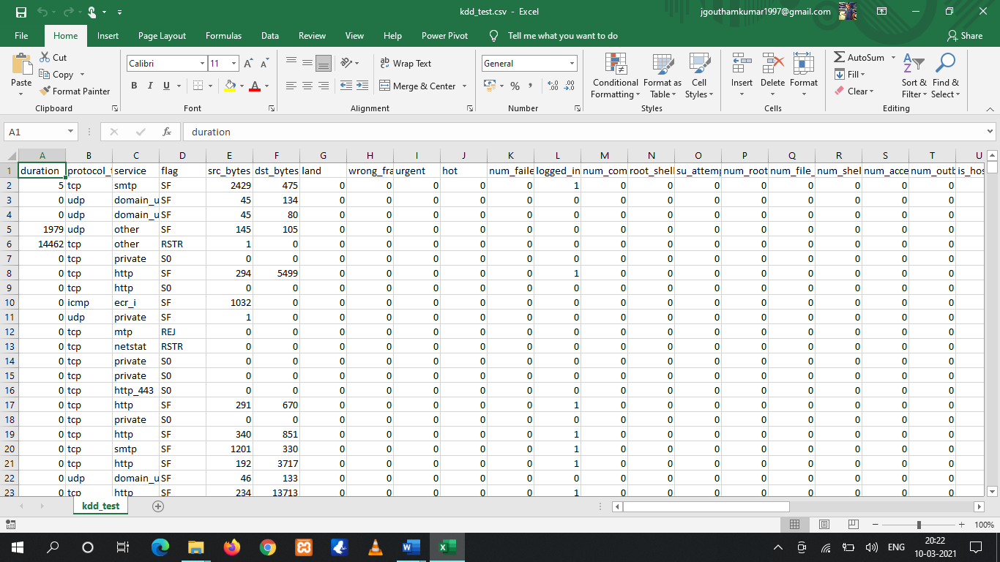 kdd_test.csv - Excel
jgouthamkumar1997@gmail.com
File Home Insert Page Layout Formulas Data Review View Help Power Pivot Tell me what you want to do Share
Paste
Cut
Copy
Format Painter
Clipboard
Calibri 11
B I U
Font
Wrap Text
Merge & Center
Alignment
General
Number
Conditional Formatting
Format as Table
Cell Styles
Styles
Insert Delete Format
Cells
AutoSum
Fill
Clear
Sort & Filter
Find & Select
Editing
A1 fx duration
A B C D E F G H I J K L M N O P Q R S T U
1 duration protocol_t service flag src_bytes dst_bytes land wrong_fra urgent hot num_faile logged_in num_com root_shell su_attemp num_root num_file_ num_shel num_acce num_outb is_hos
2 5 tcp smtp SF 2429 475 0 0 0 0 0 1 0 0 0 0 0 0 0 0
3 0 udp domain_u SF 45 134 0 0 0 0 0 0 0 0 0 0 0 0 0 0
4 0 udp domain_u SF 45 80 0 0 0 0 0 0 0 0 0 0 0 0 0 0
5 1979 udp other SF 145 105 0 0 0 0 0 0 0 0 0 0 0 0 0 0
6 14462 tcp other RSTR 1 0 0 0 0 0 0 0 0 0 0 0 0 0 0 0
7 0 tcp private S0 0 0 0 0 0 0 0 0 0 0 0 0 0 0 0 0
8 0 tcp http SF 294 5499 0 0 0 0 0 1 0 0 0 0 0 0 0 0
9 0 tcp http S0 0 0 0 0 0 0 0 0 0 0 0 0 0 0 0 0
10 0 icmp ecr_i SF 1032 0 0 0 0 0 0 0 0 0 0 0 0 0 0 0
11 0 udp private SF 1 0 0 0 0 0 0 0 0 0 0 0 0 0 0 0
12 0 tcp mtp REJ 0 0 0 0 0 0 0 0 0 0 0 0 0 0 0 0
13 0 tcp netstat RSTR 0 0 0 0 0 0 0 0 0 0 0 0 0 0 0 0
14 0 tcp private S0 0 0 0 0 0 0 0 0 0 0 0 0 0 0 0 0
15 0 tcp private S0 0 0 0 0 0 0 0 0 0 0 0 0 0 0 0 0
16 0 tcp http_443 S0 0 0 0 0 0 0 0 0 0 0 0 0 0 0 0 0
17 0 tcp http SF 291 670 0 0 0 0 0 1 0 0 0 0 0 0 0 0
18 0 tcp private S0 0 0 0 0 0 0 0 0 0 0 0 0 0 0 0 0
19 0 tcp http SF 340 851 0 0 0 0 0 1 0 0 0 0 0 0 0 0
20 0 tcp smtp SF 1201 330 0 0 0 0 0 1 0 0 0 0 0 0 0 0
21 0 tcp http SF 192 3717 0 0 0 0 0 1 0 0 0 0 0 0 0 0
22 0 udp domain_u SF 46 133 0 0 0 0 0 0 0 0 0 0 0 0 0 0
23 0 tcp http SF 234 13713 0 0 0 0 0 1 0 0 0 0 0 0 0 0
kdd_test
100%
ENG
20:22
10-03-2021